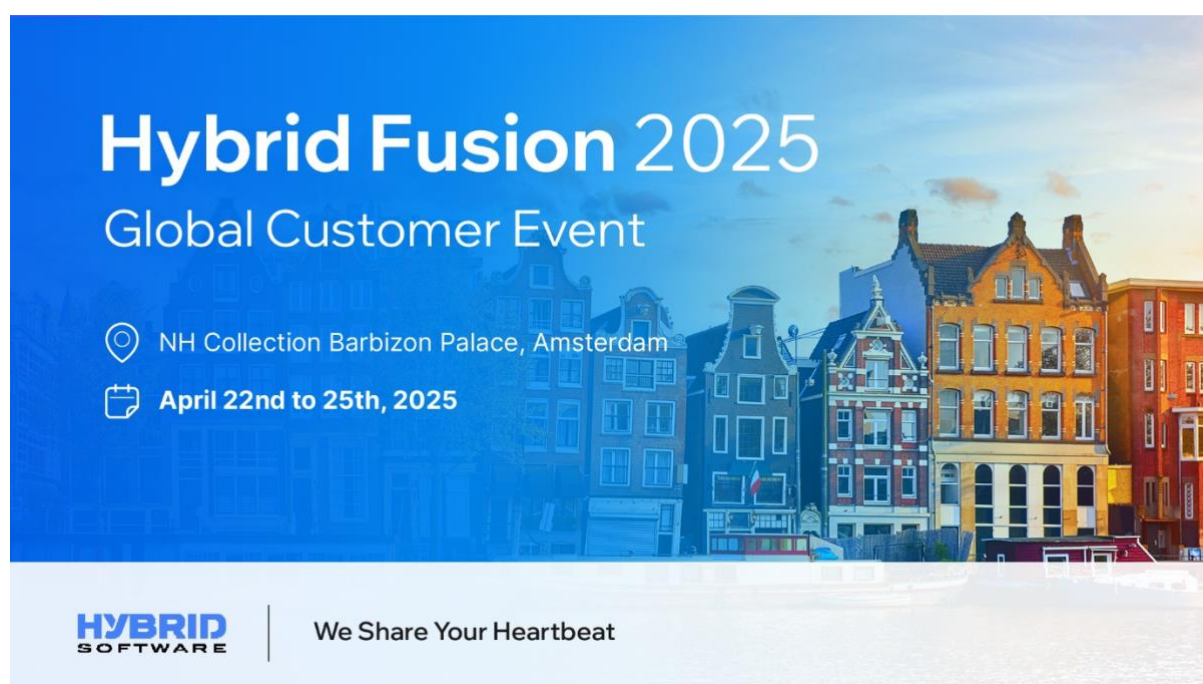 Hybrid Fusion 2025
Global Customer Event
NH Collection Barbizon Palace, Amsterdam
April 22nd to 25th, 2025
HYBRID
SOFTWARE
We Share Your Heartbeat